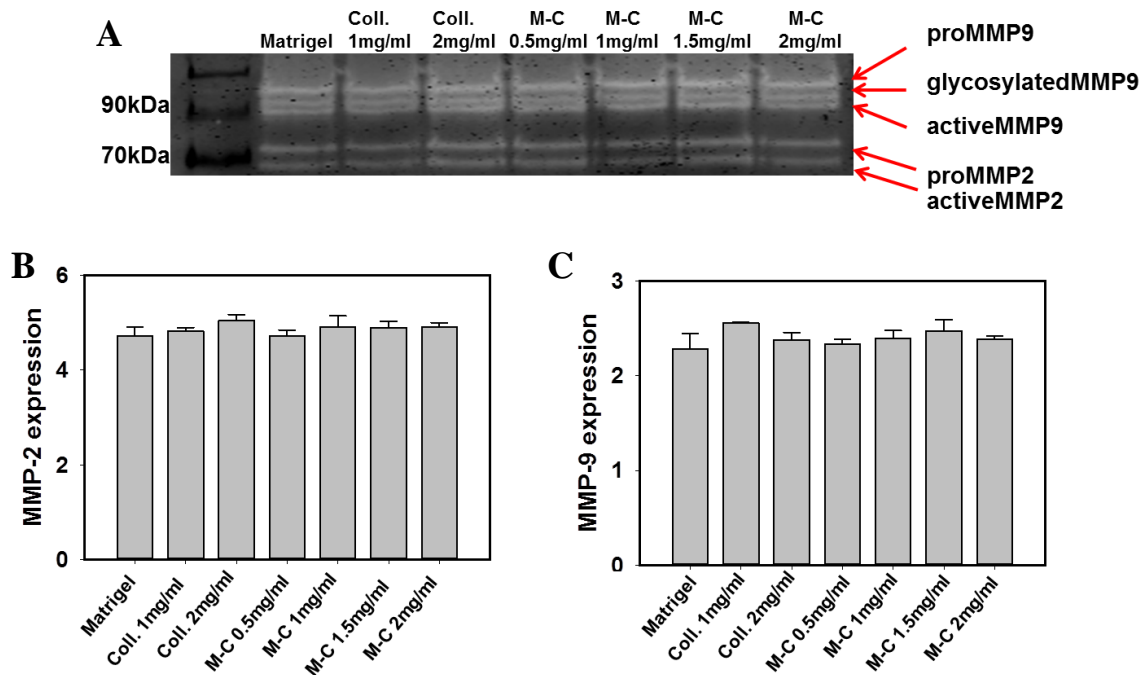 A
Matrigel
Coll.
1mg/ml
Coll.
2mg/ml
M-C
0.5mg/ml
M-C
1mg/ml
M-C
1.5mg/ml
M-C
2mg/ml
90kDa
70kDa
proMMP9
glycosylatedMMP9
activeMMP9
proMMP2
activeMMP2
B
MMP-2 expression
6
4
2
0
Matrigel
Coll. 1mg/ml
Coll. 2mg/ml
M-C 0.5mg/ml
M-C 1mg/ml
M-C 1.5mg/ml
M-C 2mg/ml
C
MMP-9 expression
3
2
1
0
Matrigel
Coll. 1mg/ml
Coll. 2mg/ml
M-C 0.5mg/ml
M-C 1mg/ml
M-C 1.5mg/ml
M-C 2mg/ml